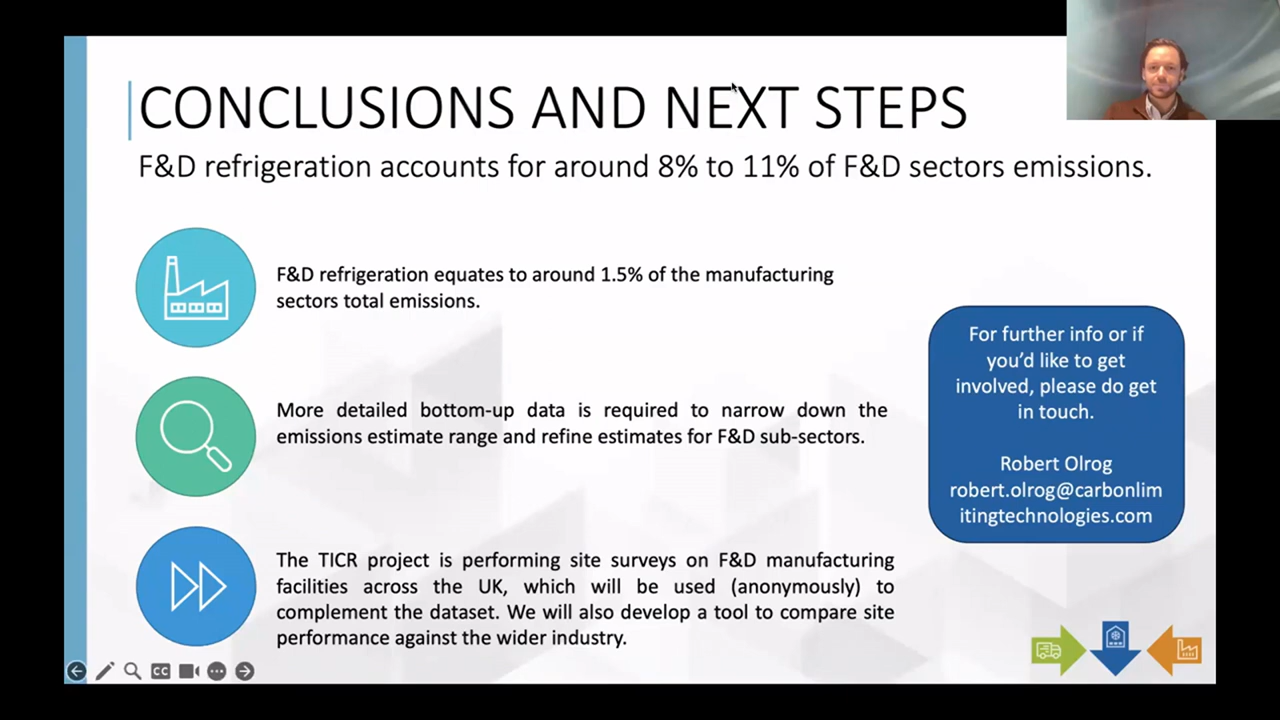 CONCLUSIONS AND NEXT STEPS
F&D refrigeration accounts for around 8% to 11% of F&D sectors emissions.
F&D refrigeration equates to around 1.5% of the manufacturing
sectors total emissions.
More detailed bottom-up data is required to narrow down the
emissions estimate range and refine estimates for F&D sub-sectors.
The TICR project is performing site surveys on F&D manufacturing
facilities across the UK, which will be used (anonymously) to
complement the dataset. We will also develop a tool to compare site
performance against the wider industry.
For further info or if
you'd like to get
involved, please do get
in touch.
Robert Olrog
robert.olrog@carbonlim
itingtechnologies.com
CC